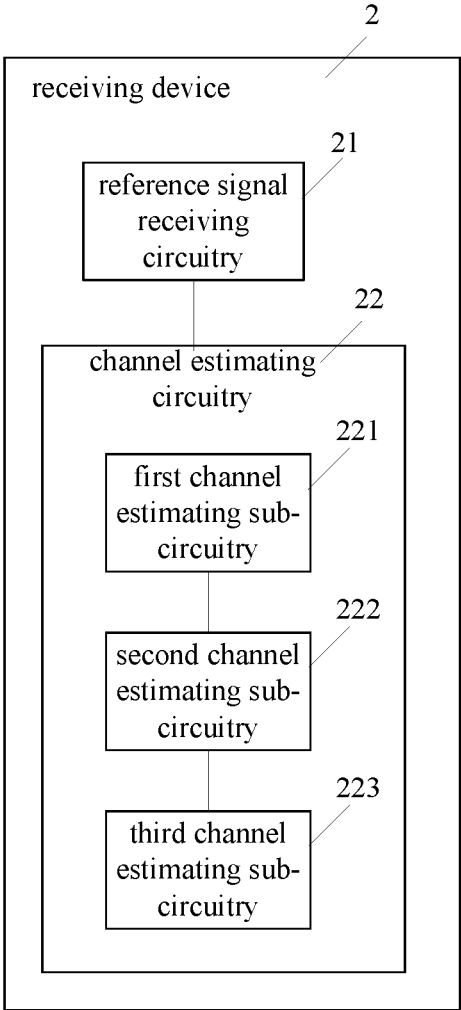 2
receiving device
21
reference signal
receiving
circuitry
22
channel estimating
circuitry
221
first channel
estimating sub-
circuitry
222
second channel
estimating sub-
circuitry
223
third channel
estimating sub-
circuitry